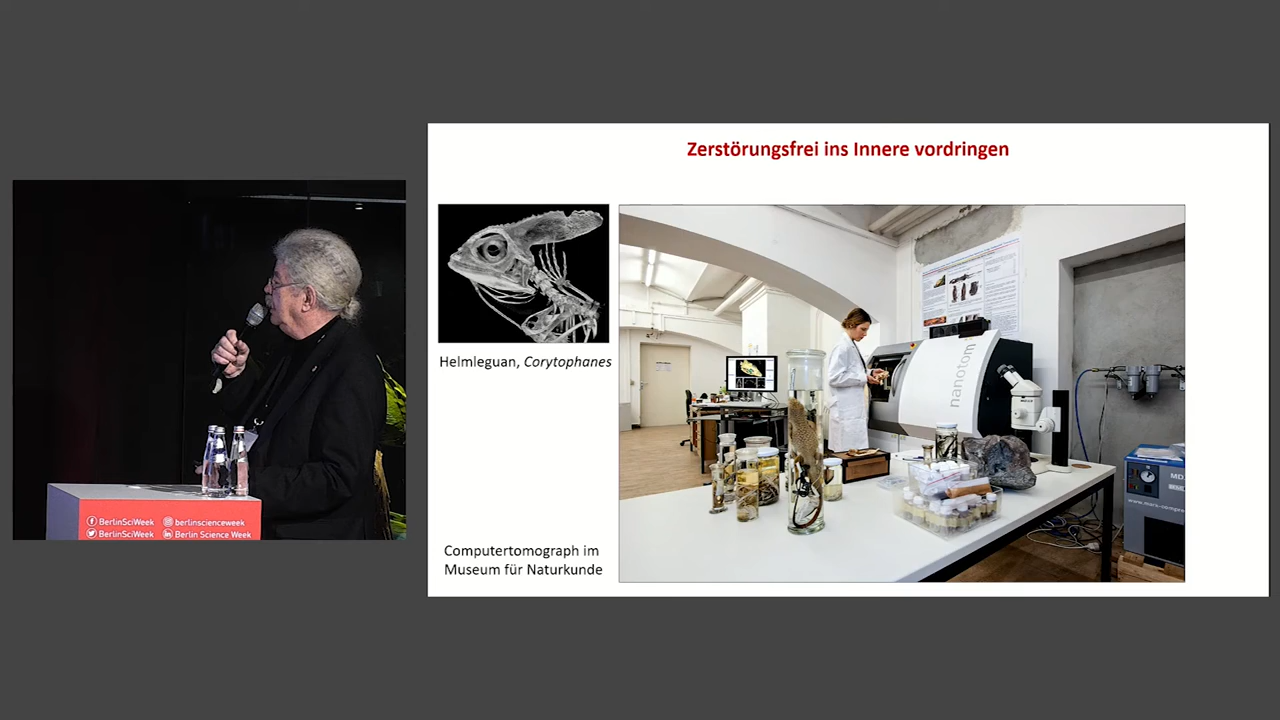 Zerstörungsfrei ins Innere vordringen
Helmleguan, Corytophanes
nanotom
Computertomograph im
Museum für Naturkunde
BerlinSciWeek
berlinscienceweek
BerlinSciWeek
Berlin Science Week